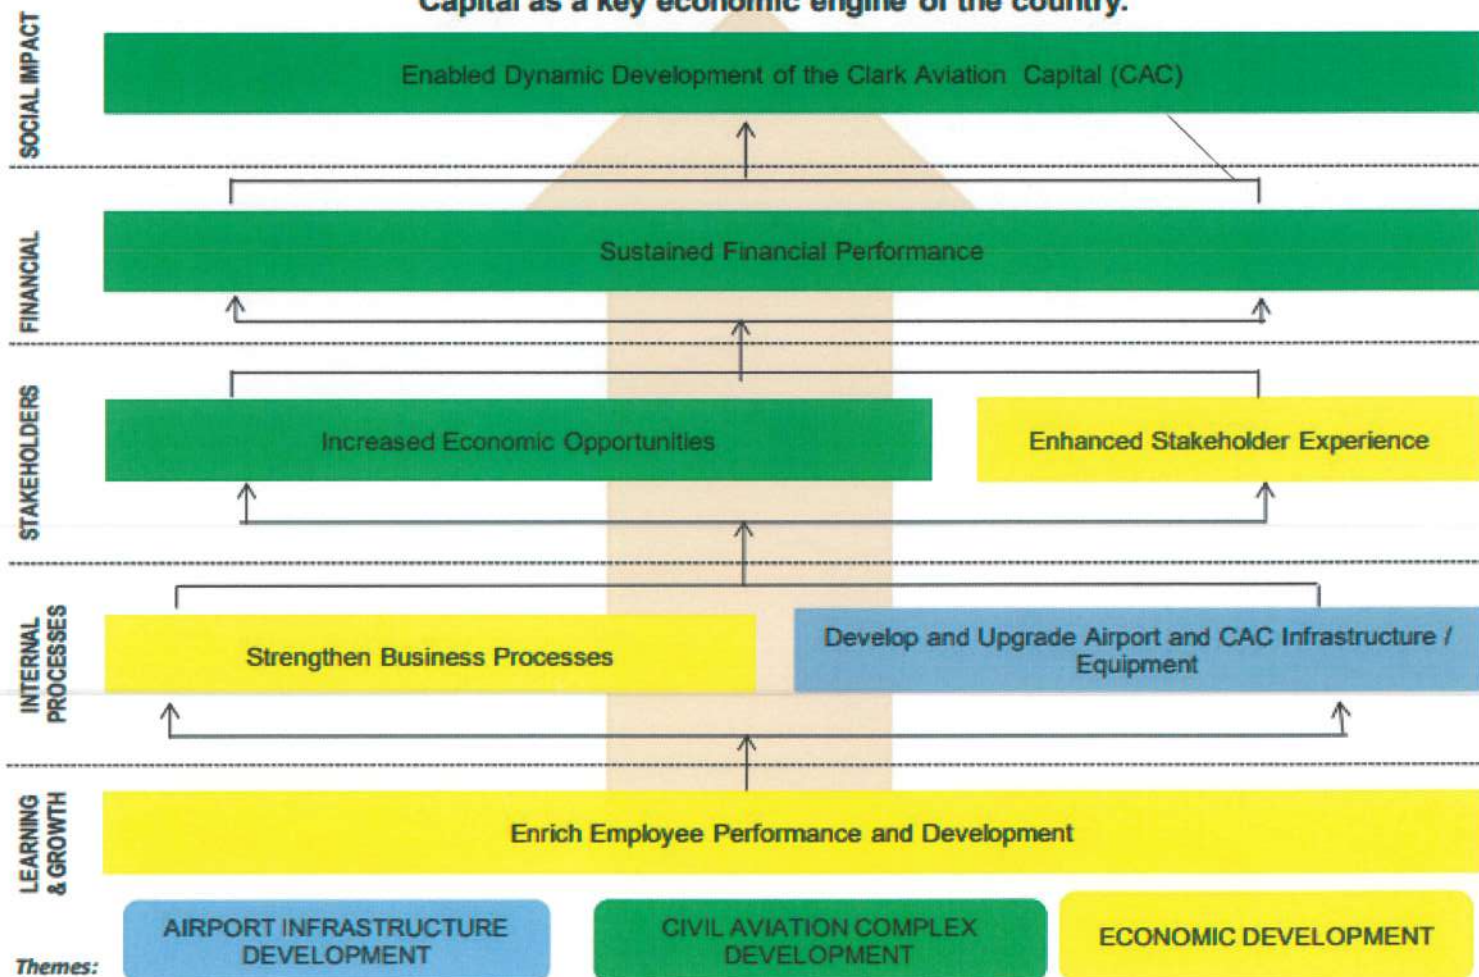 Capital as a key economic engine of the country.
SOCIAL IMPACT
Enabled Dynamic Development of the Clark Aviation Capital (CAC)
FINANCIAL
Sustained Financial Performance
STAKEHOLDERS
Increased Economic Opportunities
Enhanced Stakeholder Experience
INTERNAL
PROCESSES
Strengthen Business Processes
Develop and Upgrade Airport and CAC Infrastructure /
Equipment
LEARNING
& GROWTH
Enrich Employee Performance and Development
Themes:
AIRPORT INFRASTRUCTURE
DEVELOPMENT
CIVIL AVIATION COMPLEX
DEVELOPMENT
ECONOMIC DEVELOPMENT